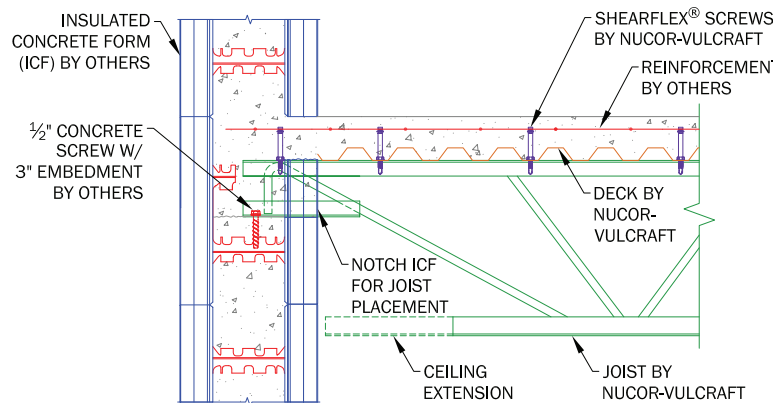 INSULATED
CONCRETE FORM
(ICF) BY OTHERS
½" CONCRETE
SCREW W/
3" EMBEDMENT
BY OTHERS
SHEARFLEX® SCREWS
BY NUCOR-VULCRAFT
REINFORCEMENT
BY OTHERS
DECK BY
NUCOR-
VULCRAFT
NOTCH ICF
FOR JOIST
PLACEMENT
CEILING
EXTENSION
JOIST BY
NUCOR-VULCRAFT